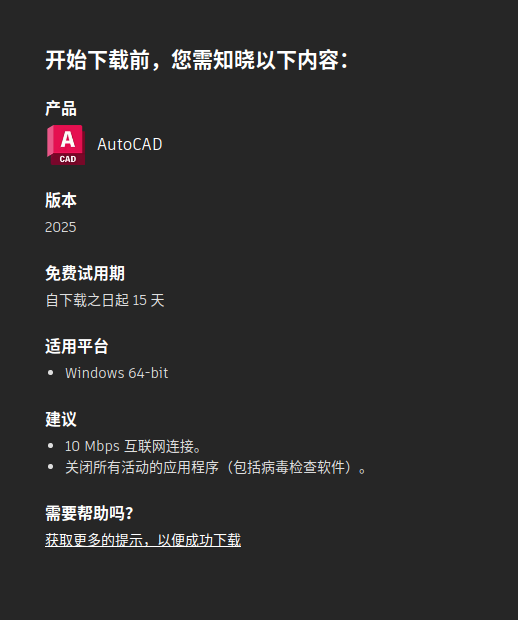 开始下载前，您需知晓以下内容：
产品
A
CAD
AutoCAD
版本
2025
免费试用期
自下载之日起 15 天
适用平台
• Windows 64-bit
建议
• 10 Mbps 互联网连接。
• 关闭所有活动的应用程序（包括病毒检查软件）。
需要帮助吗？
获取更多的提示，以便成功下载